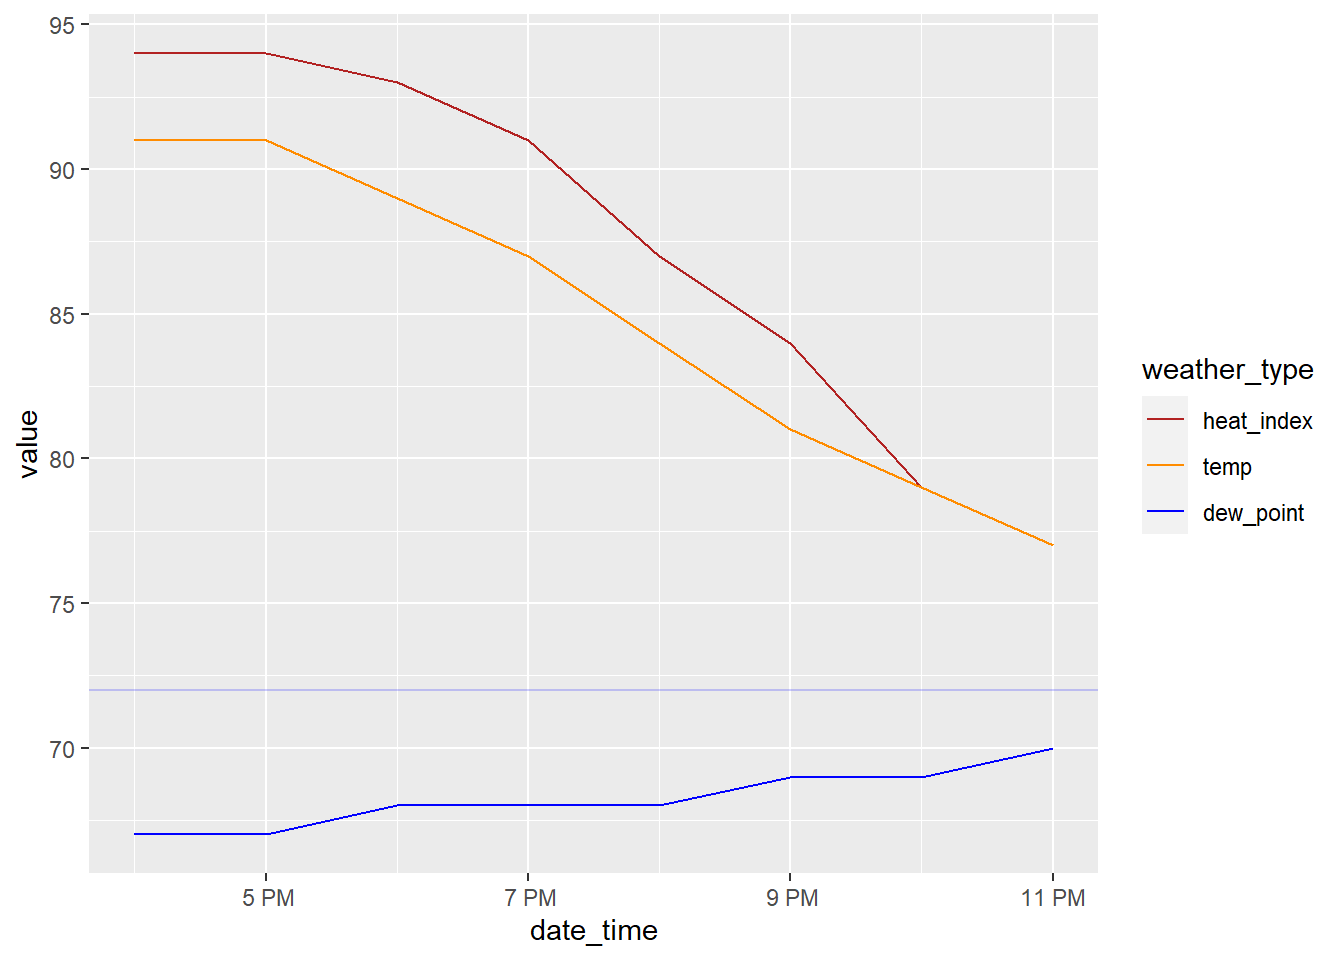 95
90
85
80
75
70
value
5 PM
7 PM
9 PM
11 PM
date_time
weather_type
heat_index
temp
dew_point